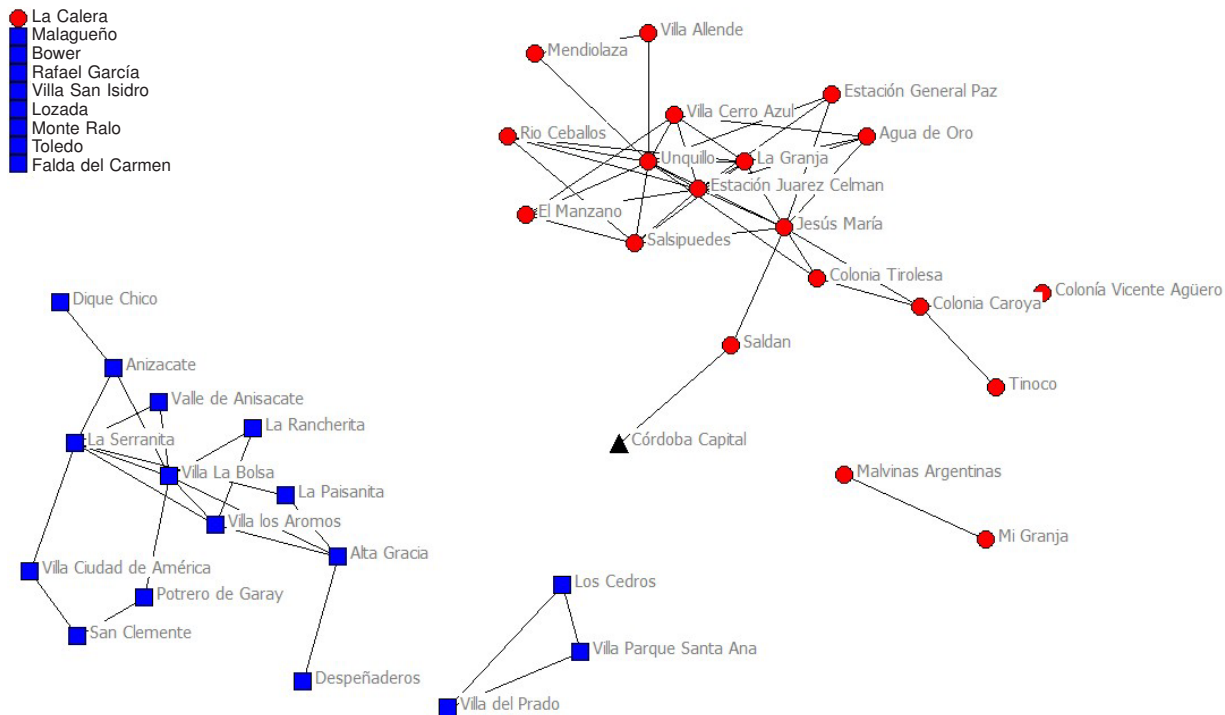 La Calera
Malagueño
Bower
Rafael García
Villa San Isidro
Lozada
Monte Ralo
Toledo
Falda del Carmen
Villa Allende
Mendiolaza
Estación General Paz
Villa Cerro Azul
Rio Ceballos
Agua de Oro
Unquillo
La Granja
Estación Juarez Celman
El Manzano
Jesús María
Salsipuedes
Colonia Tirolesa
Colonía Vicente Agüero
Colonia Caroya
Dique Chico
Saldan
Anizacate
Tinoco
Valle de Anisacate
La Rancherita
La Serranita
Córdoba Capital
Villa La Bolsa
Malvinas Argentinas
La Paisanita
Villa los Aromos
Mi Granja
Alta Gracia
Villa Ciudad de América
Los Cedros
Potrero de Garay
San Clemente
Villa Parque Santa Ana
Despeñaderos
Villa del Prado